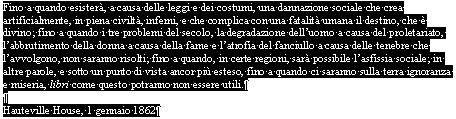 Fino a quando esisterà, a causa delle leggi e dei costumi, una dannazione sociale che crea
artificialmente, in piena civiltà, inferni, e che complica con una fatalità umana il destino, che è
divino; fino a quando i tre problemi del secolo, la degradazione dell'uomo a causa del proletariato,
l'abbrutimento della donna a causa della fame e l'atrofia del fanciullo a causa delle tenebre che
l'avvolgono, non saranno risolti; fino a quando, in certe regioni, sarà possibile l'asfissia sociale; in
altre parole, e sotto un punto di vista ancor più esteso, fino a quando ci saranno sulla terra ignoranza
e miseria, libri come questo potranno non essere utili.¶
¶
Hauteville House, 1 gennaio 1862¶